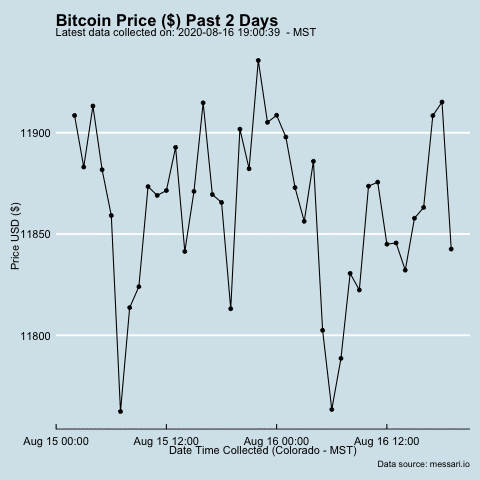 Bitcoin Price ($) Past 2 Days
Latest data collected on: 2020-08-16 19:00:39 - MST
Price USD ($)
11900
11850
11800
Aug 15 00:00 Aug 15 12:00 Aug 16 00:00 Aug 16 12:00
Date Time Collected (Colorado - MST)
Data source: messari.io